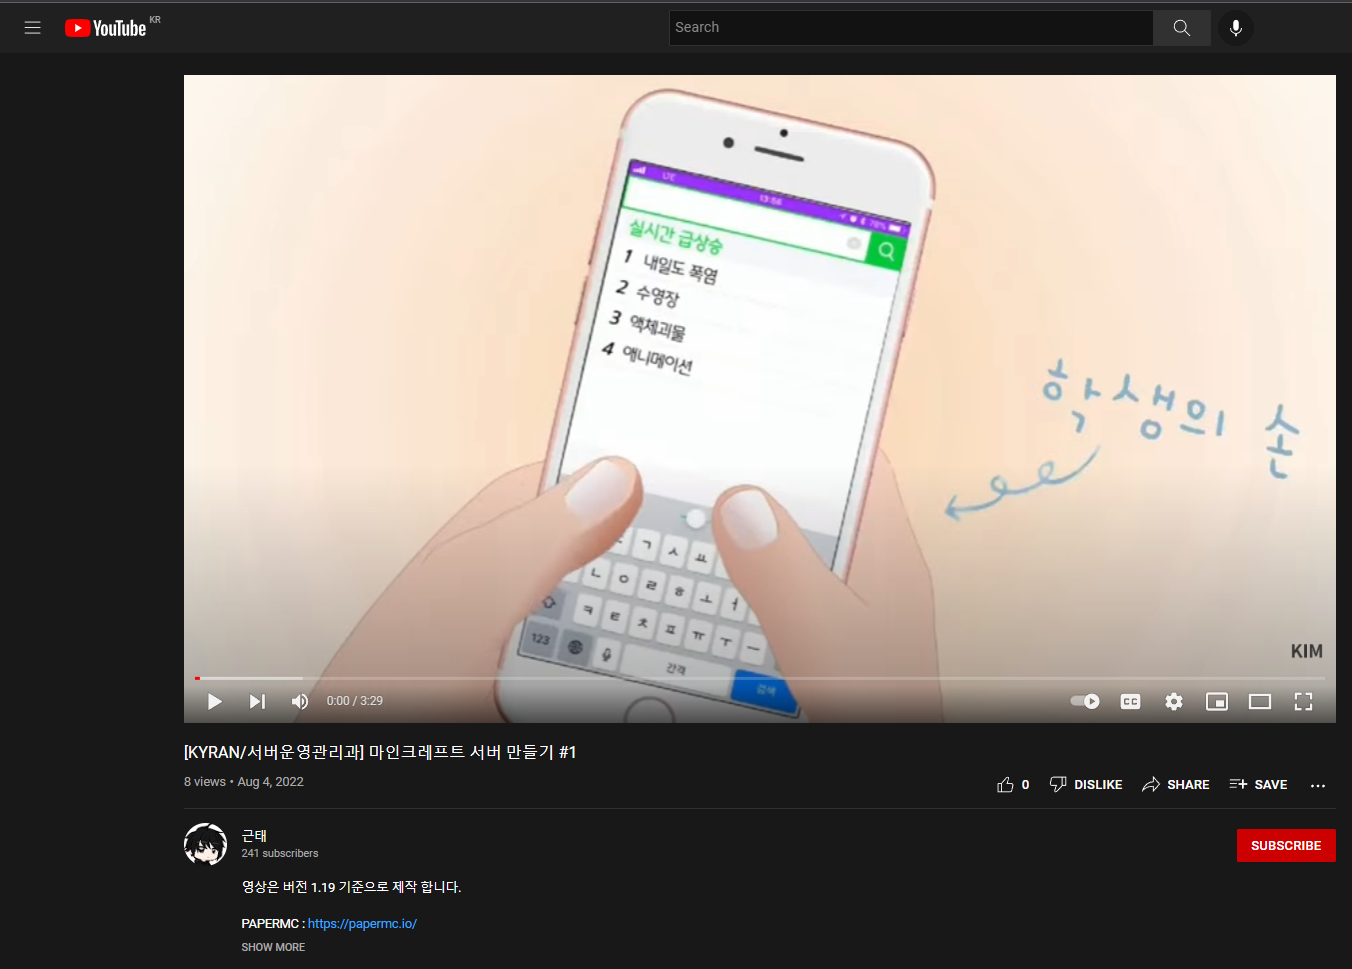 YouTube KR
Search
LTE 13:56 70%
실시간 급상승
1 내일도 폭염
2 수영장
3 액체괴물
4 애니메이션
학생의 손
ㄱ ㅅ ㅛ
ㄴ ㅇ ㄹ ㅎ ㅗ ㅓ
ㅋ ㅌ ㅊ ㅍ ㅠ ㅜ ㅡ
123 간격 검색
KIM
0:00 / 3:29
CC
[KYRAN/서버운영관리과] 마인크레프트 서버 만들기 #1
8 views • Aug 4, 2022
0 DISLIKE SHARE SAVE ...
근태
241 subscribers
SUBSCRIBE
영상은 버전 1.19 기준으로 제작 합니다.
PAPERMC : https://papermc.io/
SHOW MORE